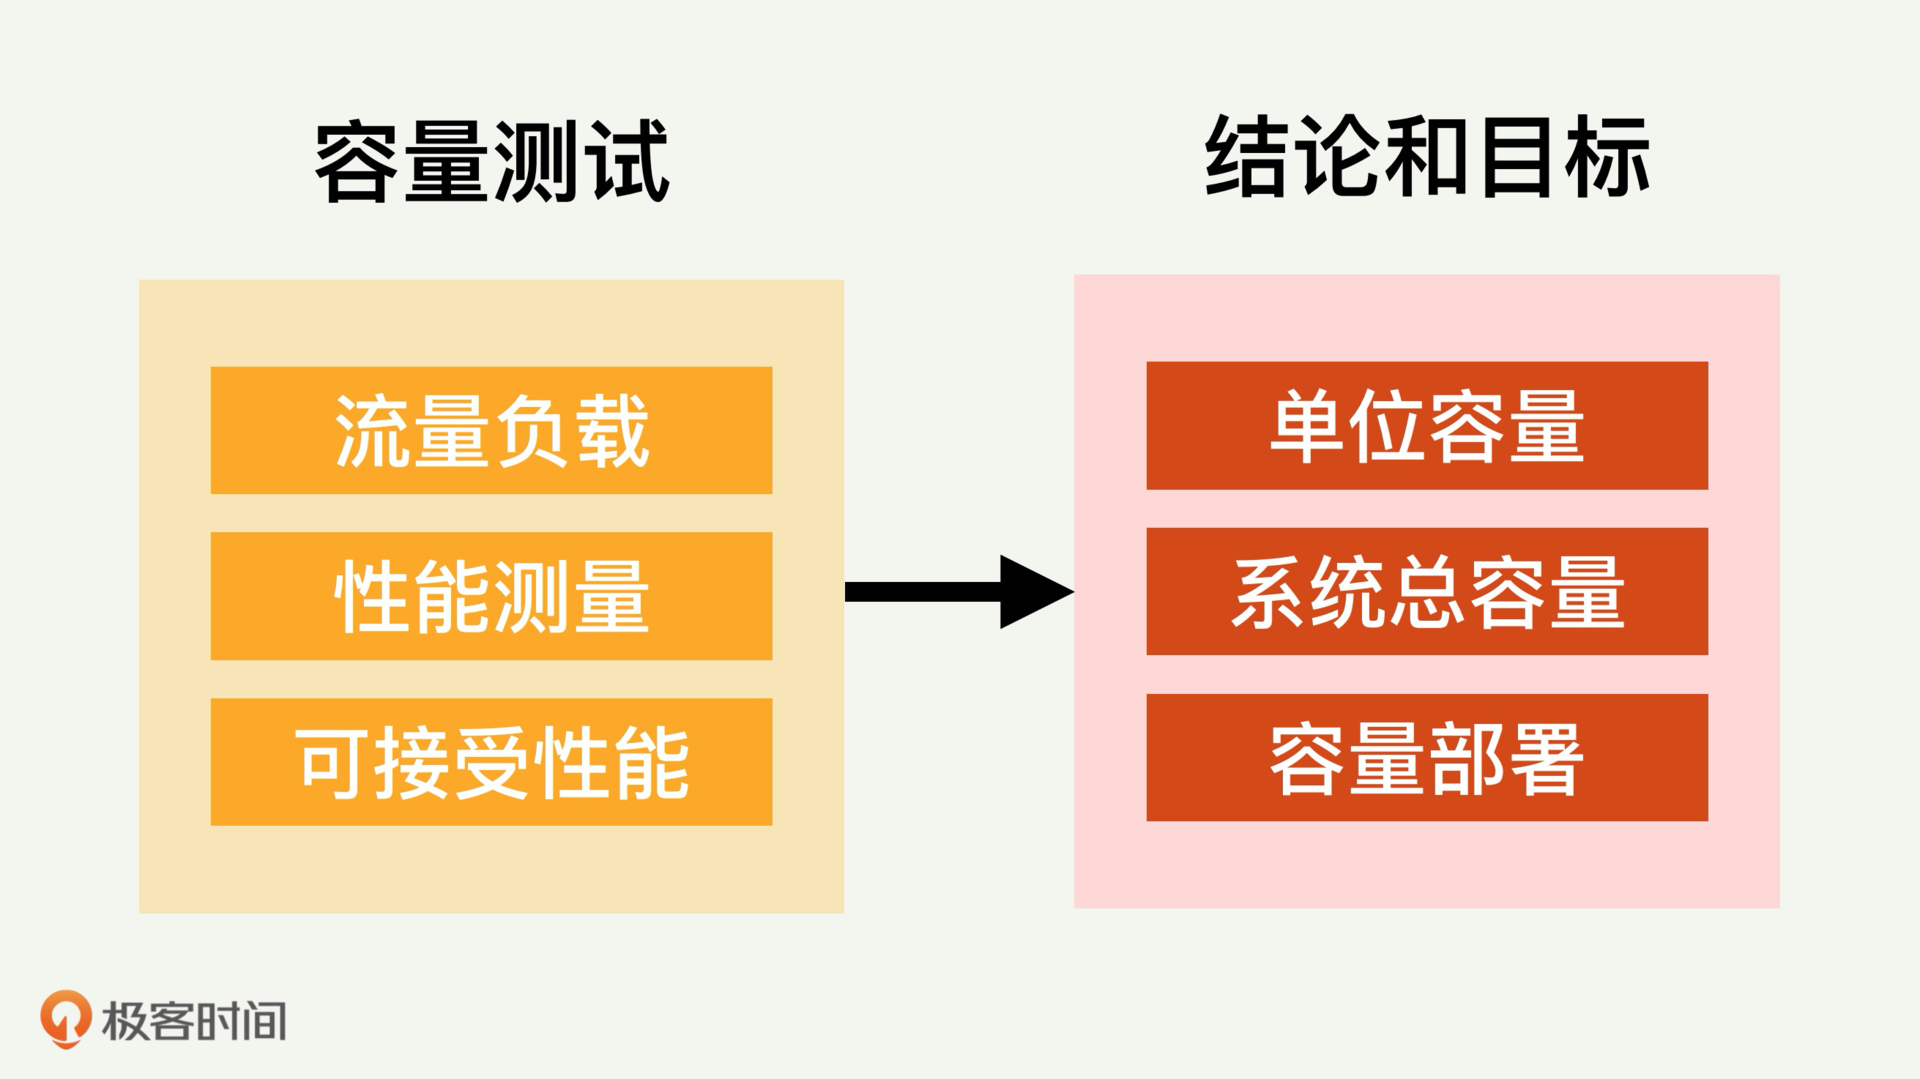 容量测试
流量负载
性能测量
可接受性能
结论和目标
单位容量
系统总容量
容量部署
极客时间